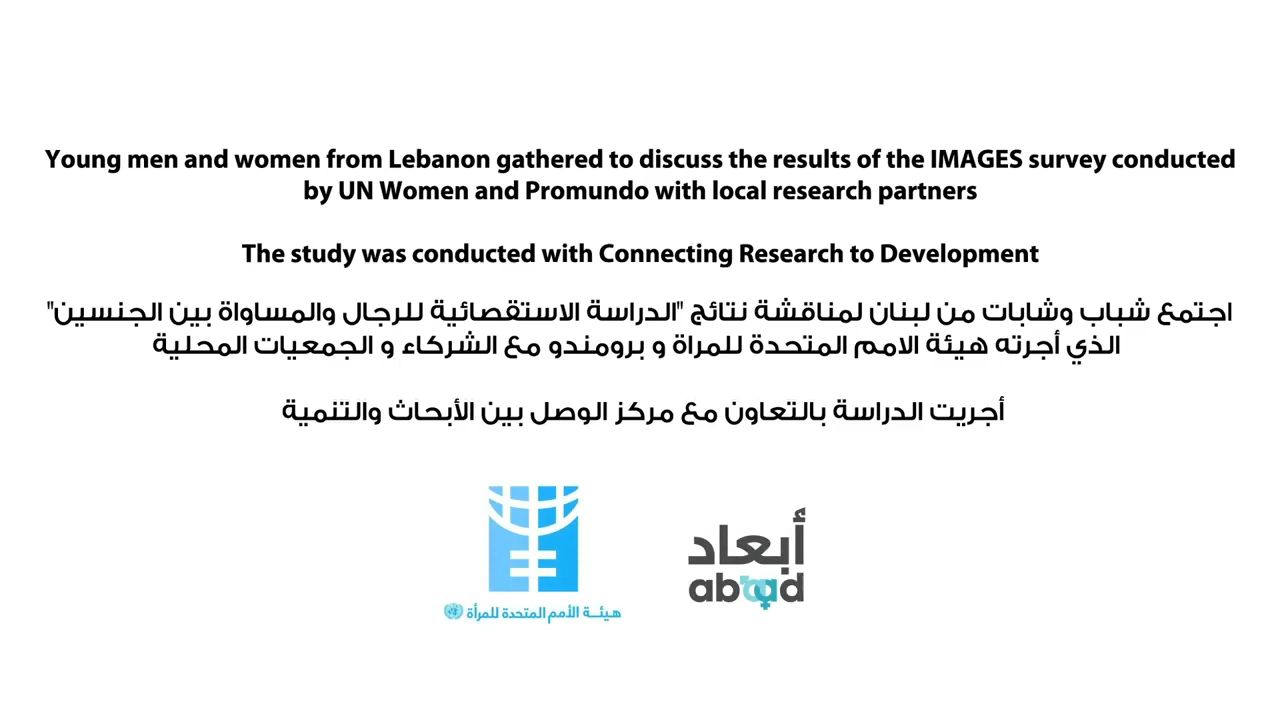 Young men and women from Lebanon gathered to discuss the results of the IMAGES survey conducted
by UN Women and Promundo with local research partners
The study was conducted with Connecting Research to Development
اجتمع شباب وشابات من لبنان لمناقشة نتائج "الدراسة الاستقصائية للرجال والمساواة بين الجنسين"
الذي أجرته هيئة الامم المتحدة للمراة و برومندو مع الشركاء و الجمعيات المحلية
أجريت الدراسة بالتعاون مع مركز الوصل بين الأبحاث والتنمية
هيئة الأمم المتحدة للمرأة
أبعاد
abaad